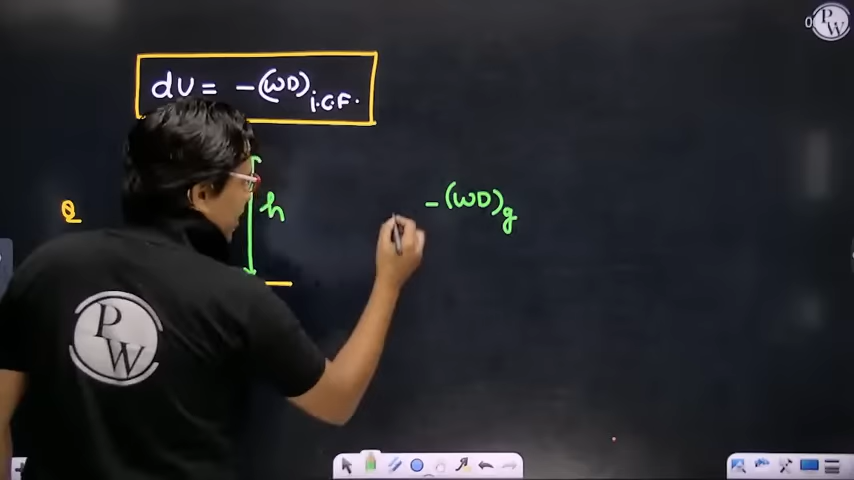 dU = -(WD)i.C.F.
h
-(WD)g
Q
PW
PW